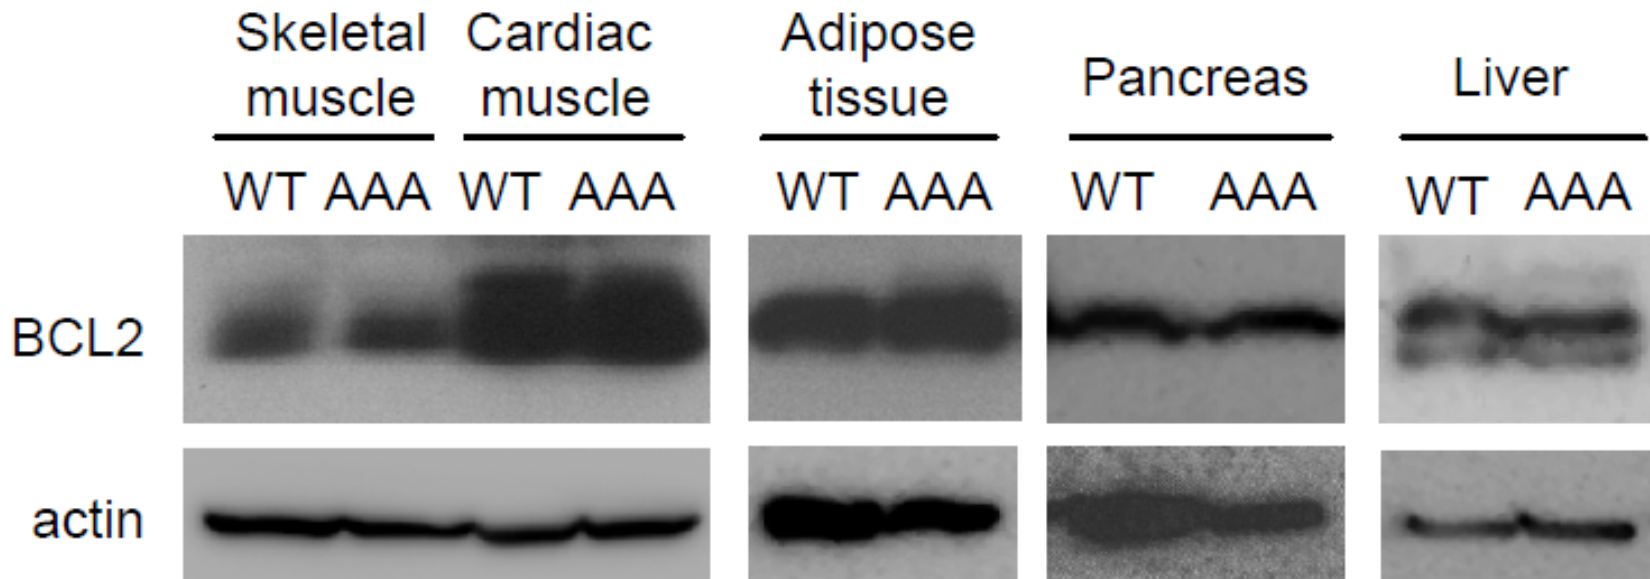 Skeletal
muscle
Cardiac
muscle
Adipose
tissue
Pancreas
Liver
WT AAA WT AAA WT AAA WT AAA WT AAA
BCL2
actin